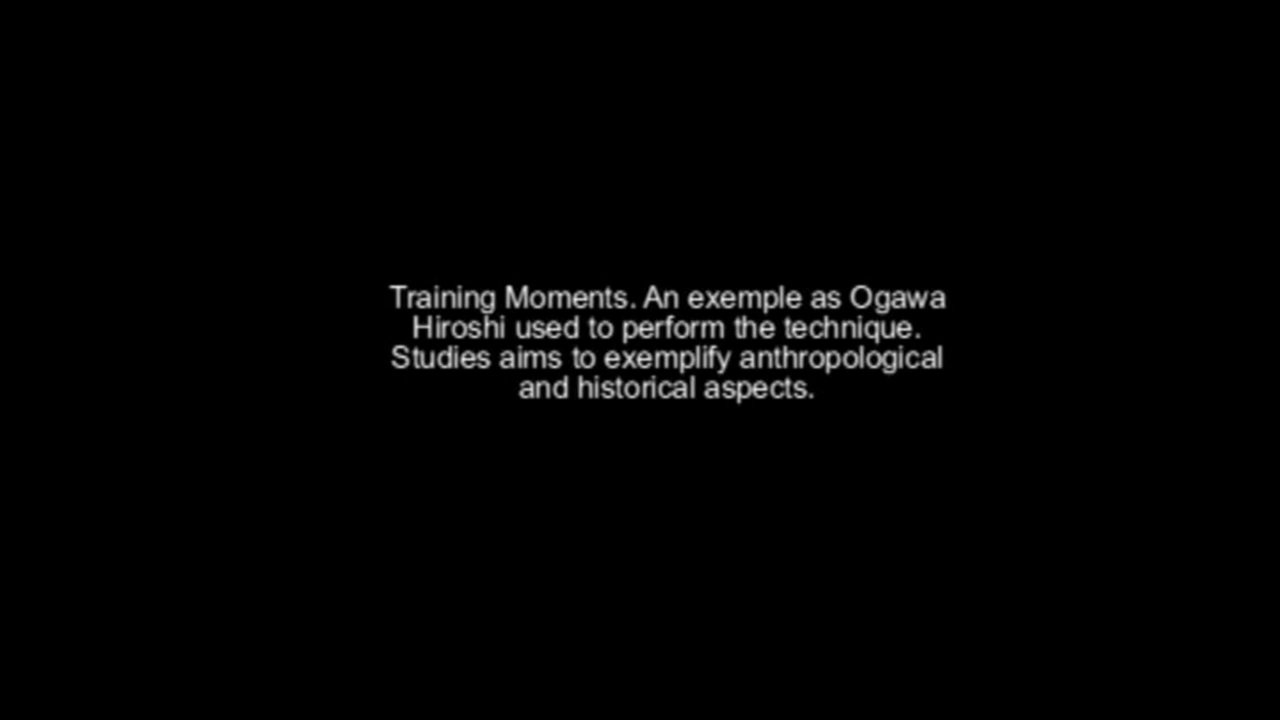 Training Moments. An exemple as Ogawa
Hiroshi used to perform the technique.
Studies aims to exemplify anthropological
and historical aspects.